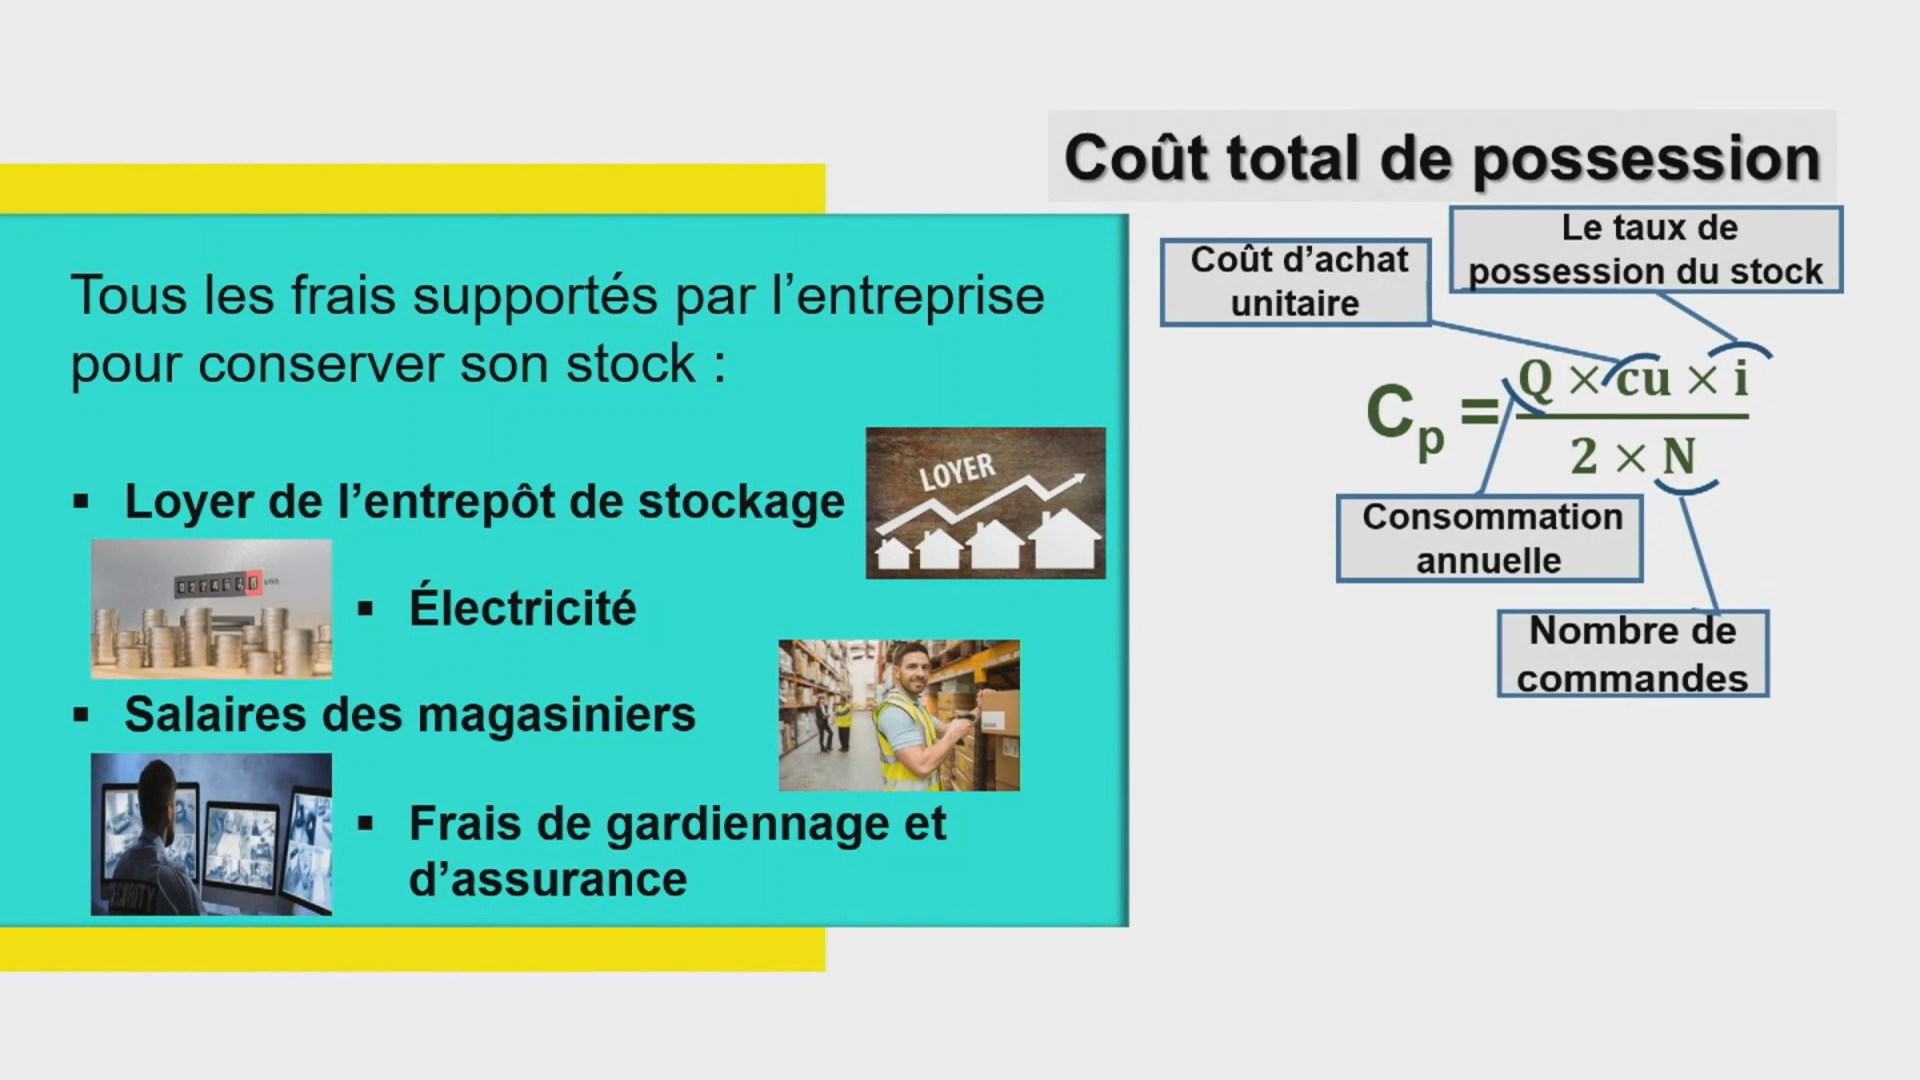 Coût total de possession
Tous les frais supportés par l’entreprise
pour conserver son stock :
▪ Loyer de l’entrepôt de stockage
LOYER
▪ Électricité
▪ Salaires des magasiniers
▪ Frais de gardiennage et
d’assurance
SECURITY
Coût d’achat
unitaire
Le taux de
possession du stock
Cp = (Q × cu × i) / (2 × N)
Consommation
annuelle
Nombre de
commandes